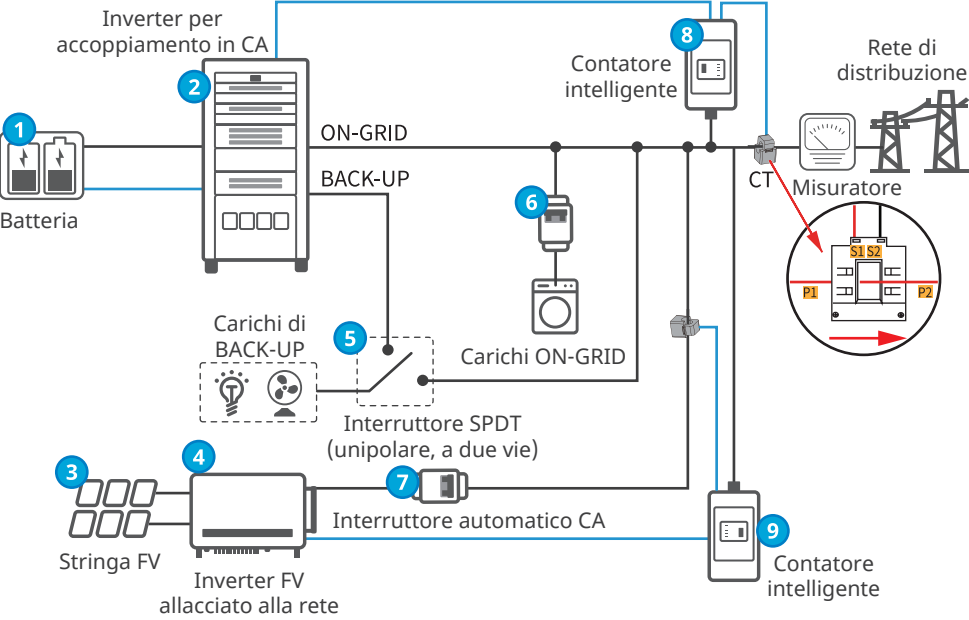 Inverter per
accoppiamento in CA
8
Rete di
distribuzione
Contatore
intelligente
2
1
ON-GRID
BACK-UP
CT
Misuratore
Batteria
6
S1 S2
P1
P2
Carichi di
BACK-UP
5
Carichi ON-GRID
Interruttore SPDT
(unipolare, a due vie)
3
4
7
Interruttore automatico CA
9
Stringa FV
Contatore
intelligente
Inverter FV
allacciato alla rete